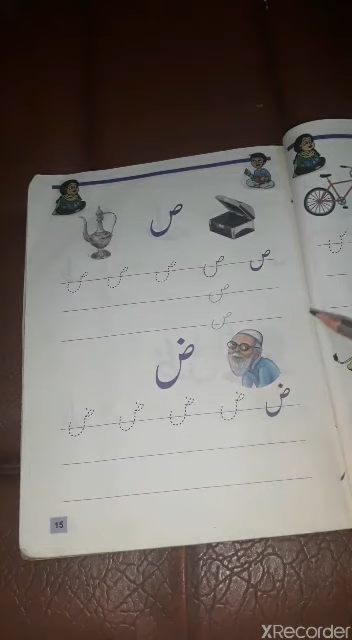 ص
ص ص ص ص ص
ص
ص
ض
ض ض ض ض ض
15
XRecorder